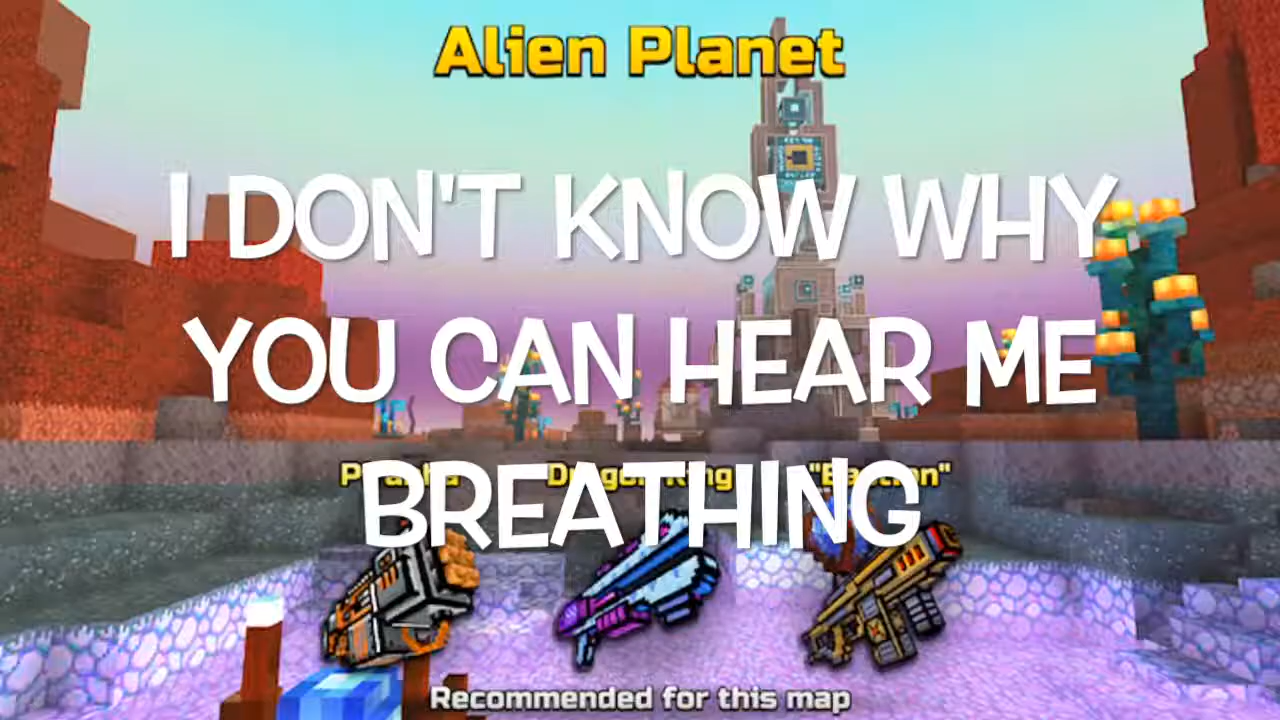 Alien Planet
I DON'T KNOW WHY
YOU CAN HEAR ME
BREATHING
Recommended for this map